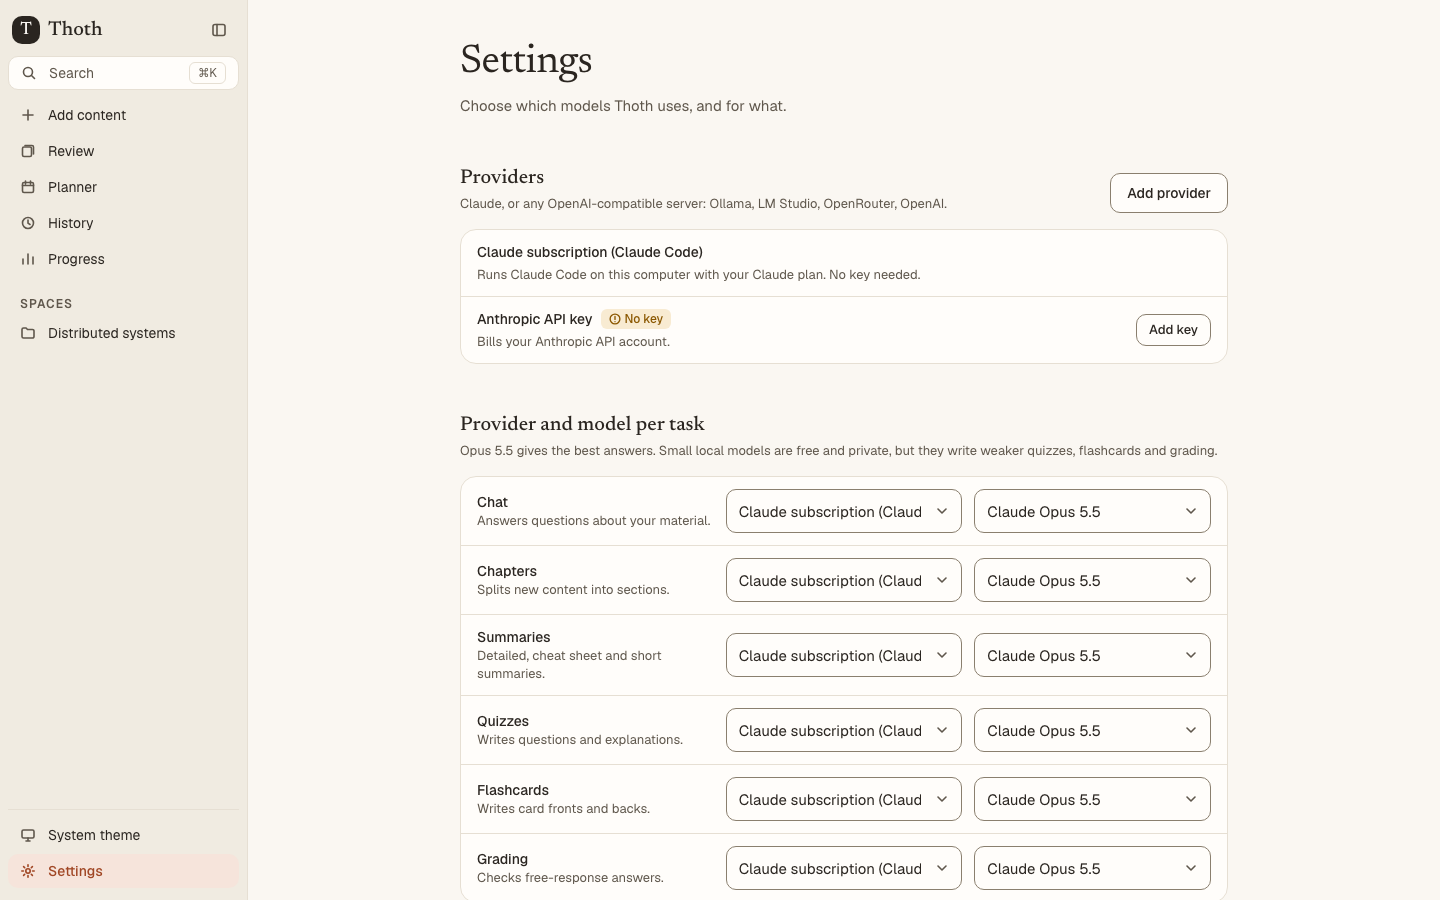 T Thoth
Search ⌘K
Add content
Review
Planner
History
Progress
SPACES
Distributed systems
System theme
Settings
Settings
Choose which models Thoth uses, and for what.
Providers
Claude, or any OpenAI-compatible server: Ollama, LM Studio, OpenRouter, OpenAI.
Add provider
Claude subscription (Claude Code)
Runs Claude Code on this computer with your Claude plan. No key needed.
Anthropic API key No key
Bills your Anthropic API account.
Add key
Provider and model per task
Opus 5.5 gives the best answers. Small local models are free and private, but they write weaker quizzes, flashcards and grading.
Chat
Answers questions about your material.
Claude subscription (Claud
Claude Opus 5.5
Chapters
Splits new content into sections.
Claude subscription (Claud
Claude Opus 5.5
Summaries
Detailed, cheat sheet and short
summaries.
Claude subscription (Claud
Claude Opus 5.5
Quizzes
Writes questions and explanations.
Claude subscription (Claud
Claude Opus 5.5
Flashcards
Writes card fronts and backs.
Claude subscription (Claud
Claude Opus 5.5
Grading
Checks free-response answers.
Claude subscription (Claud
Claude Opus 5.5